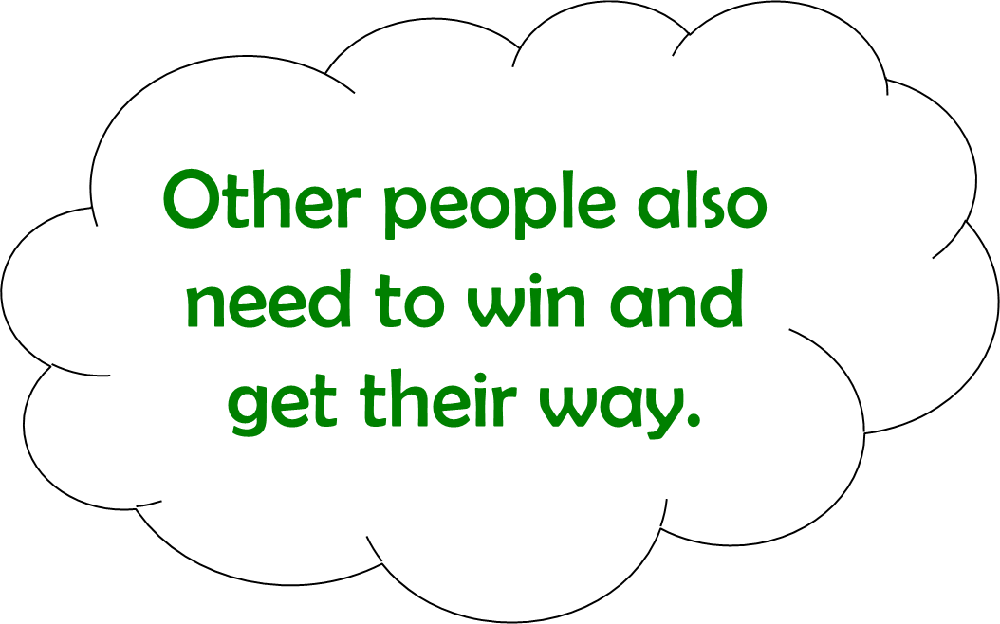 Other people also
need to win and
get their way.